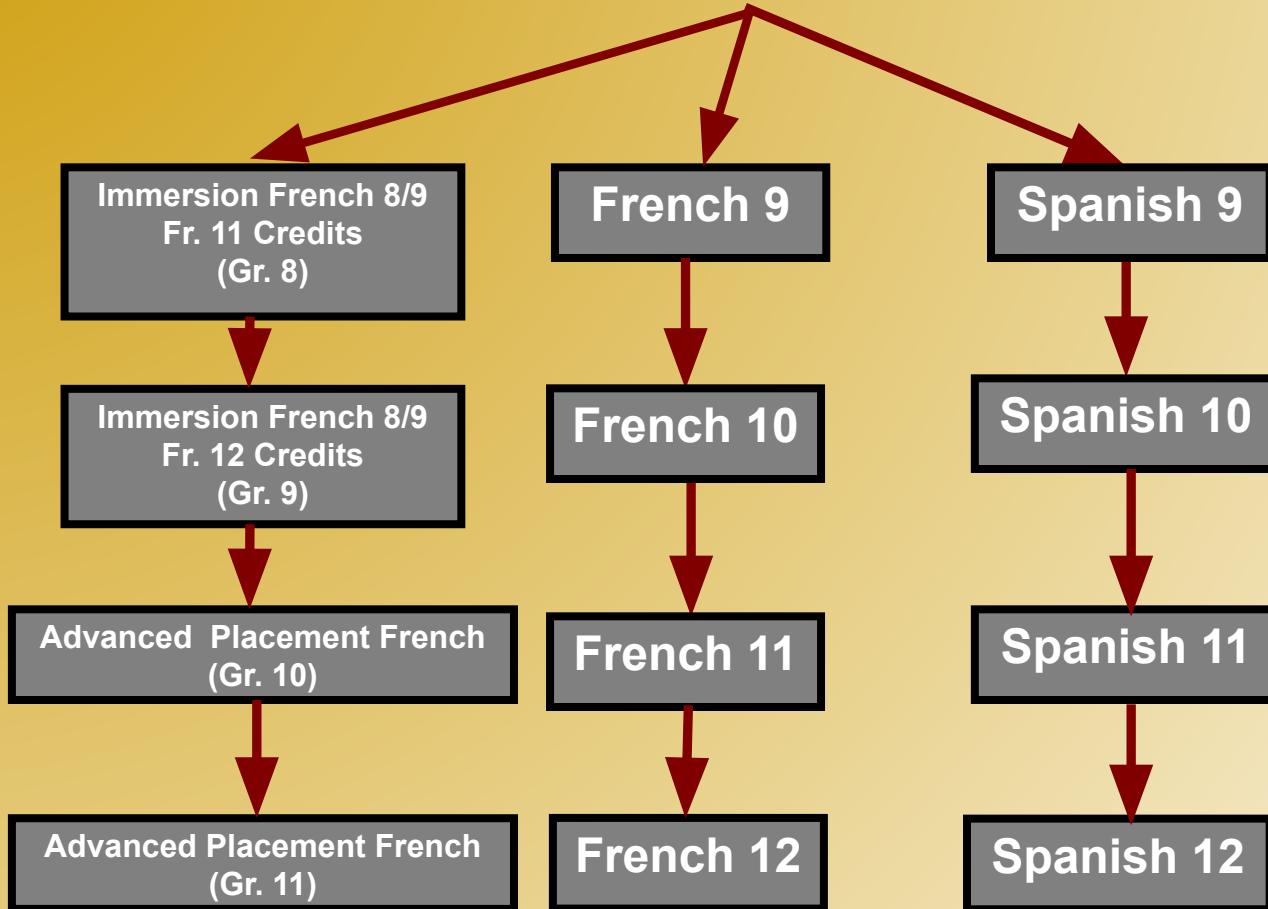 Immersion French 8/9
Fr. 11 Credits
(Gr. 8)
French 9
Spanish 9
Immersion French 8/9
Fr. 12 Credits
(Gr. 9)
French 10
Spanish 10
Advanced Placement French
(Gr. 10)
French 11
Spanish 11
Advanced Placement French
(Gr. 11)
French 12
Spanish 12